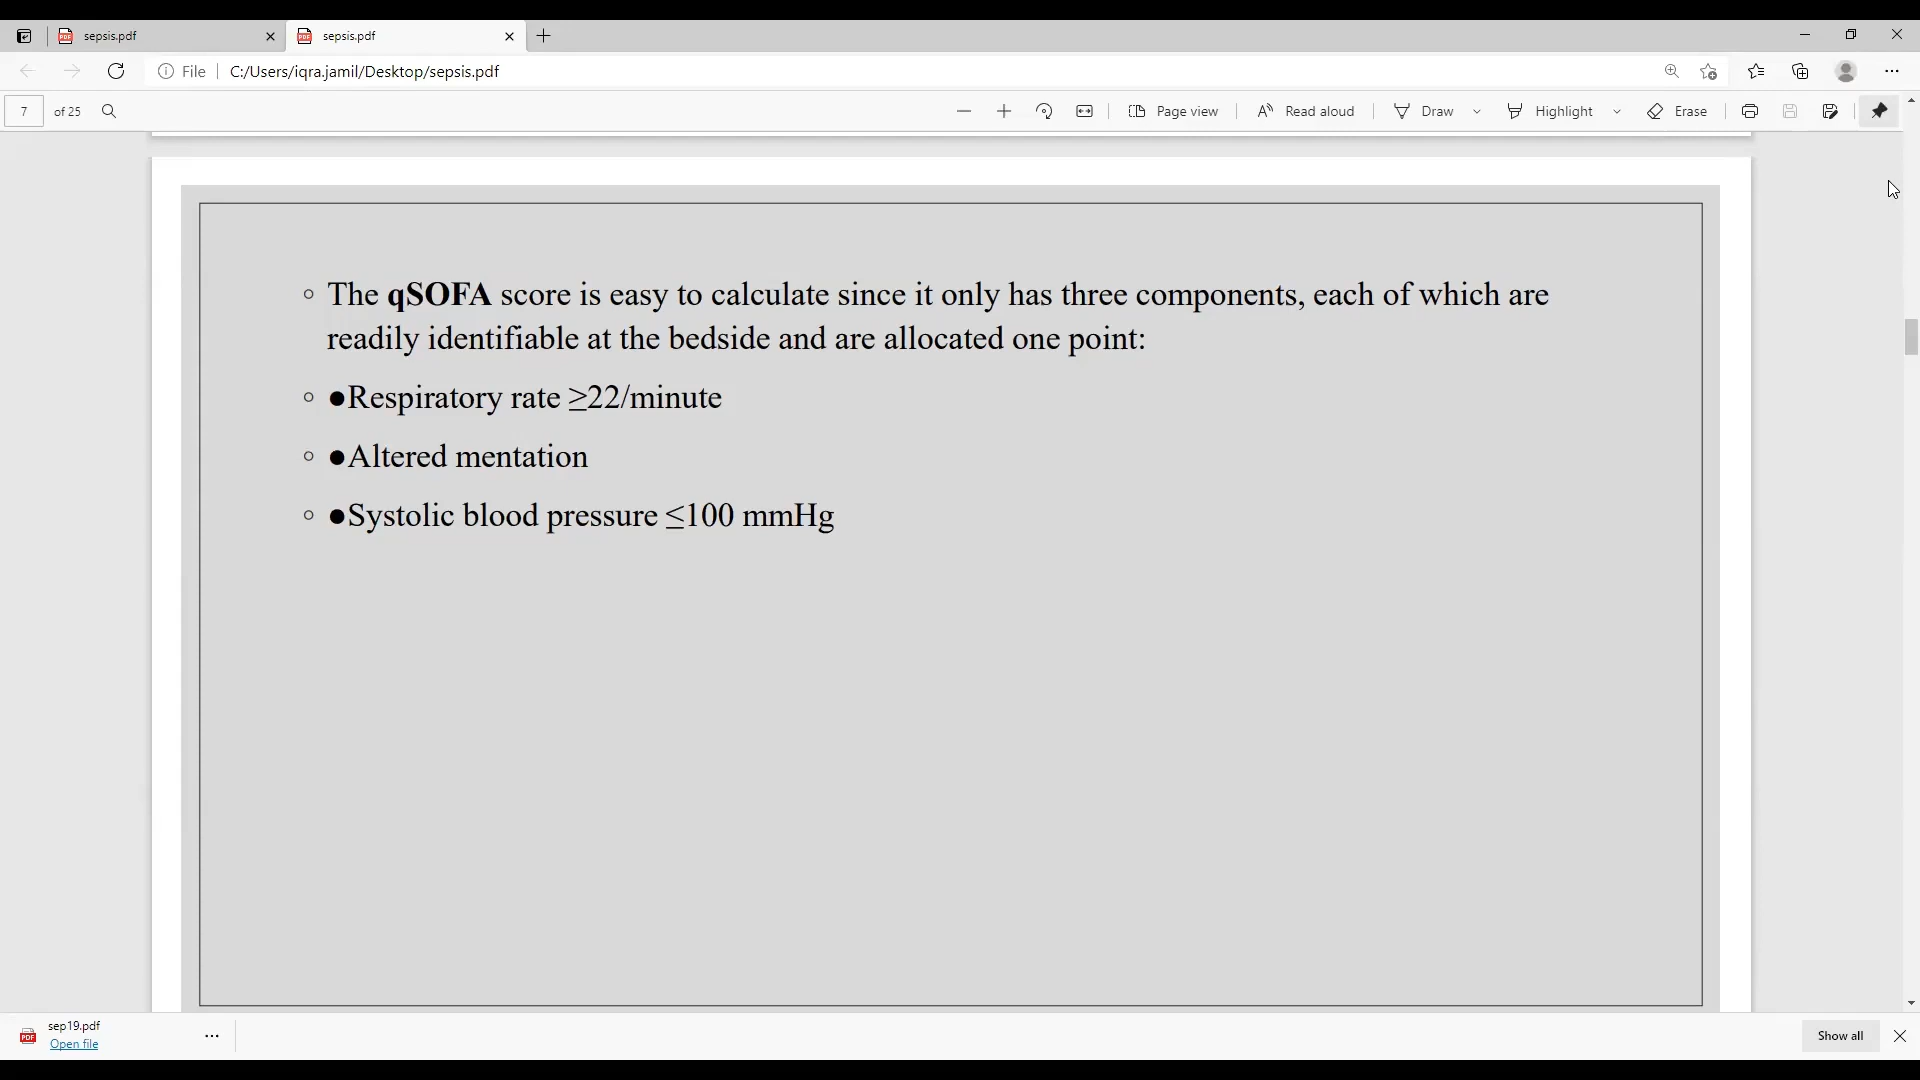 sepsis.pdf
sepsis.pdf
File
C:/Users/iqra.jamil/Desktop/sepsis.pdf
7 of 25
Page view
Read aloud
Draw
Highlight
Erase
The qSOFA score is easy to calculate since it only has three components, each of which are
readily identifiable at the bedside and are allocated one point:
●Respiratory rate ≥22/minute
●Altered mentation
●Systolic blood pressure ≤100 mmHg
sep19.pdf
Open file
Show all